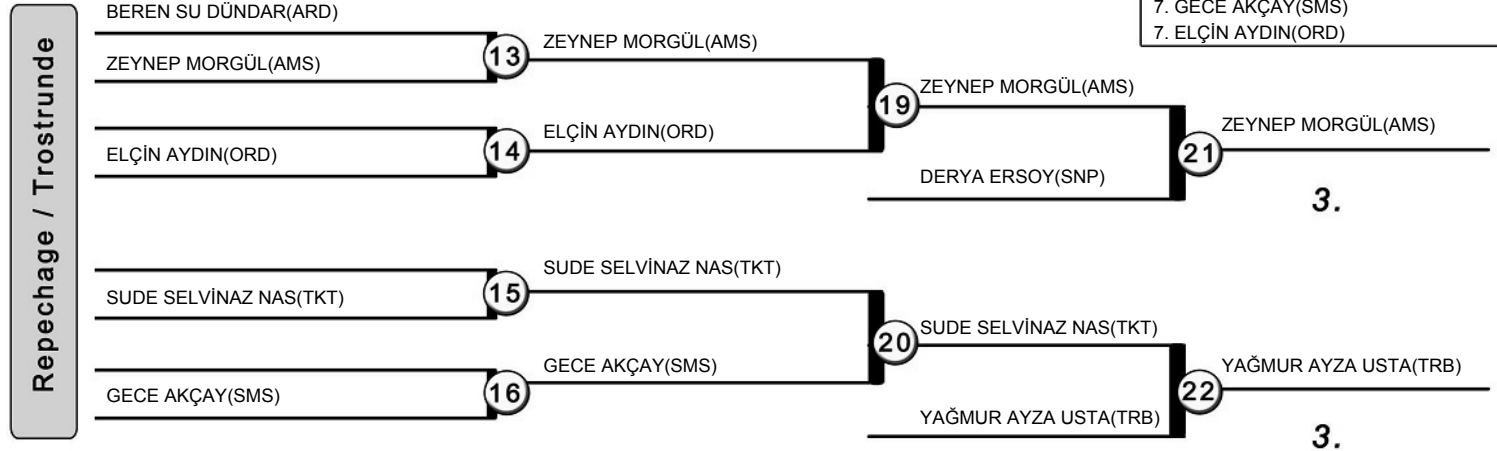 Repechage / Trostrunde
BEREN SU DÜNDAR(ARD)
ZEYNEP MORGÜL(AMS)
13
ZEYNEP MORGÜL(AMS)
ELÇİN AYDIN(ORD)
14
ELÇİN AYDIN(ORD)
19
ZEYNEP MORGÜL(AMS)
DERYA ERSOY(SNP)
21
ZEYNEP MORGÜL(AMS)
3.
SUDE SELVİNAZ NAS(TKT)
15
SUDE SELVİNAZ NAS(TKT)
GECE AKÇAY(SMS)
16
GECE AKÇAY(SMS)
20
SUDE SELVİNAZ NAS(TKT)
YAĞMUR AYZA USTA(TRB)
22
YAĞMUR AYZA USTA(TRB)
3.
7. GECE AKÇAY(SMS)
7. ELÇİN AYDIN(ORD)